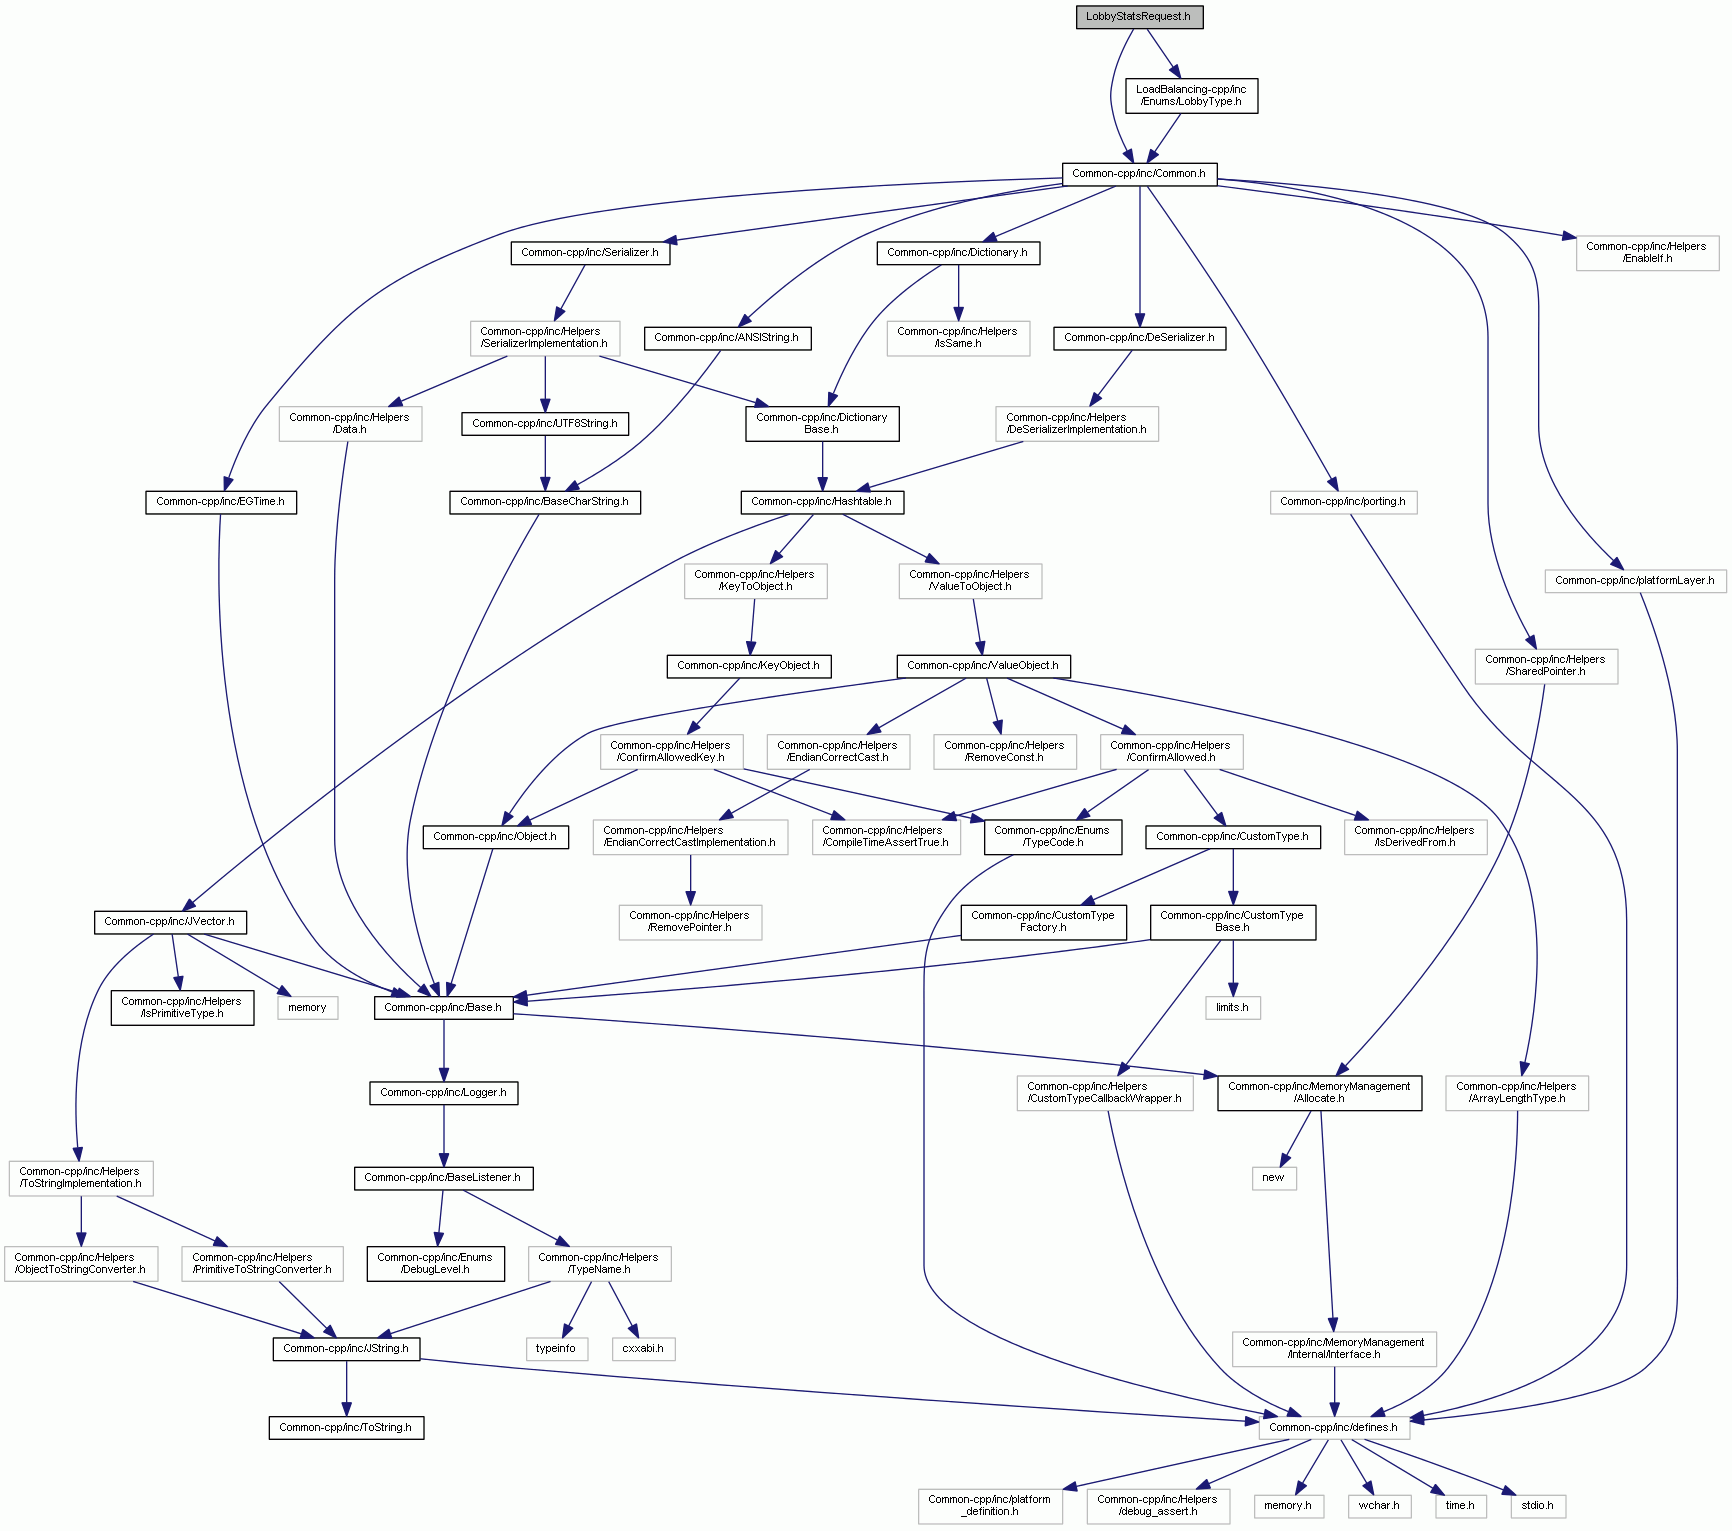 LobbyStatsRequest.h
LoadBalancing-cpp/inc
/Enums/LobbyType.h
Common-cpp/inc/Common.h
Common-cpp/inc/Serializer.h
Common-cpp/inc/Dictionary.h
Common-cpp/inc/Helpers
/EnableIf.h
Common-cpp/inc/Helpers
/SerializerImplementation.h
Common-cpp/inc/ANSIString.h
Common-cpp/inc/Helpers
/IsSame.h
Common-cpp/inc/DeSerializer.h
Common-cpp/inc/Helpers
/Data.h
Common-cpp/inc/UTF8String.h
Common-cpp/inc/Dictionary
Base.h
Common-cpp/inc/Helpers
/DeSerializerImplementation.h
Common-cpp/inc/EGTime.h
Common-cpp/inc/BaseCharString.h
Common-cpp/inc/Hashtable.h
Common-cpp/inc/porting.h
Common-cpp/inc/Helpers
/KeyToObject.h
Common-cpp/inc/Helpers
/ValueToObject.h
Common-cpp/inc/platformLayer.h
Common-cpp/inc/KeyObject.h
Common-cpp/inc/ValueObject.h
Common-cpp/inc/Helpers
/SharedPointer.h
Common-cpp/inc/Helpers
/ConfirmAllowedKey.h
Common-cpp/inc/Helpers
/EndianCorrectCast.h
Common-cpp/inc/Helpers
/RemoveConst.h
Common-cpp/inc/Helpers
/ConfirmAllowed.h
Common-cpp/inc/Object.h
Common-cpp/inc/Helpers
/EndianCorrectCastImplementation.h
Common-cpp/inc/Helpers
/CompileTimeAssertTrue.h
Common-cpp/inc/Enums
/TypeCode.h
Common-cpp/inc/CustomType.h
Common-cpp/inc/Helpers
/IsDerivedFrom.h
Common-cpp/inc/JVector.h
Common-cpp/inc/Helpers
/RemovePointer.h
Common-cpp/inc/CustomType
Factory.h
Common-cpp/inc/CustomType
Base.h
Common-cpp/inc/Helpers
/IsPrimitiveType.h
memory
Common-cpp/inc/Base.h
limits.h
Common-cpp/inc/Logger.h
Common-cpp/inc/Helpers
/CustomTypeCallbackWrapper.h
Common-cpp/inc/MemoryManagement
/Allocate.h
Common-cpp/inc/Helpers
/ArrayLengthType.h
Common-cpp/inc/Helpers
/ToStringImplementation.h
Common-cpp/inc/BaseListener.h
new
Common-cpp/inc/Helpers
/ObjectToStringConverter.h
Common-cpp/inc/Helpers
/PrimitiveToStringConverter.h
Common-cpp/inc/Enums
/DebugLevel.h
Common-cpp/inc/Helpers
/TypeName.h
Common-cpp/inc/JString.h
typeinfo
cxxabi.h
Common-cpp/inc/MemoryManagement
/Internal/Interface.h
Common-cpp/inc/ToString.h
Common-cpp/inc/defines.h
Common-cpp/inc/platform
_definition.h
Common-cpp/inc/Helpers
/debug_assert.h
memory.h
wchar.h
time.h
stdio.h